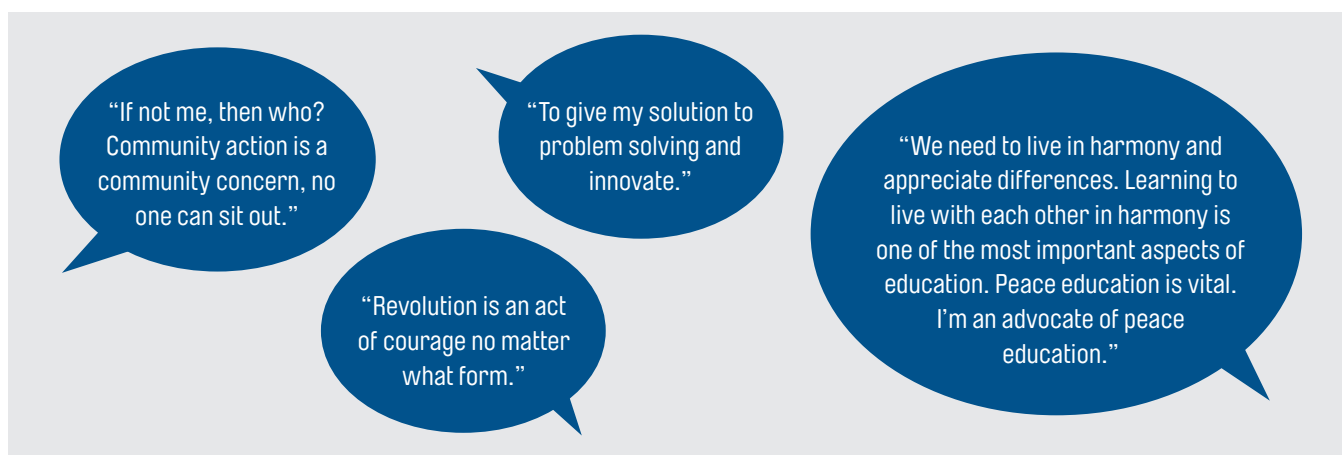 “If not me, then who?
Community action is a
community concern, no
one can sit out.”
“To give my solution to
problem solving and
innovate.”
“Revolution is an act
of courage no matter
what form.”
“We need to live in harmony and
appreciate differences. Learning to
live with each other in harmony is
one of the most important aspects of
education. Peace education is vital.
I’m an advocate of peace
education.”